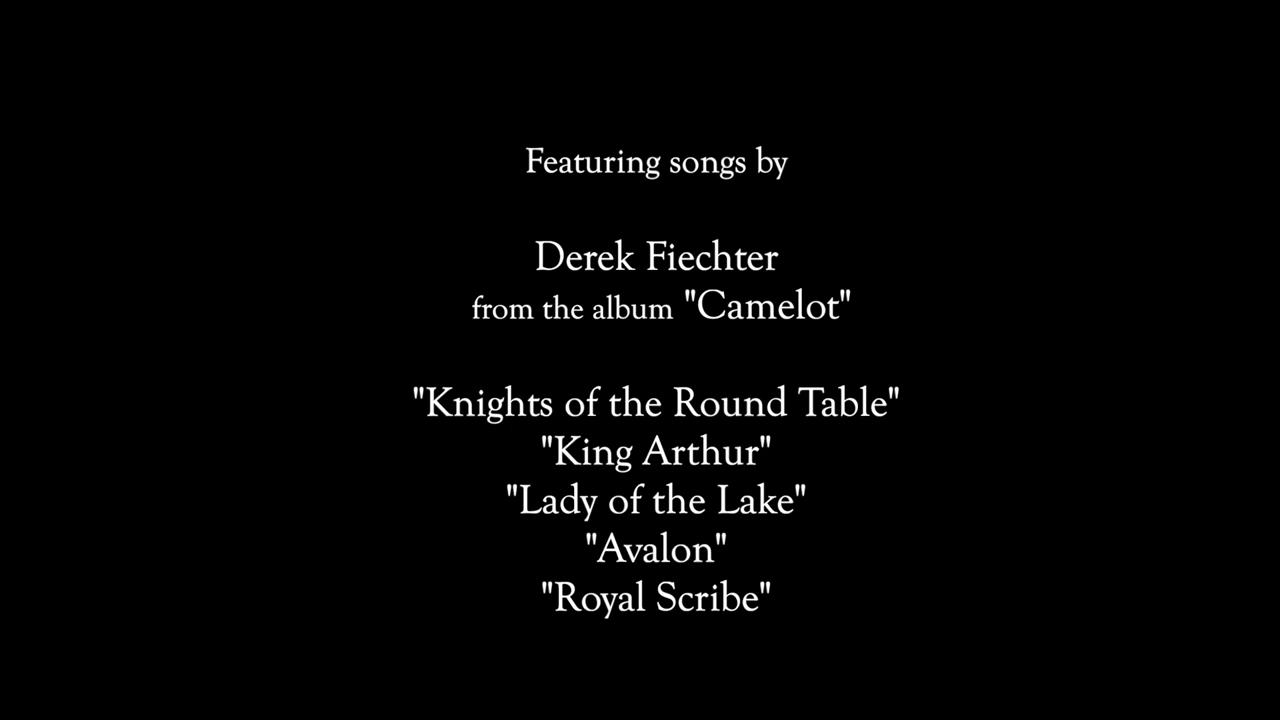 Featuring songs by
Derek Fiechter
from the album "Camelot"
"Knights of the Round Table"
"King Arthur"
"Lady of the Lake"
"Avalon"
"Royal Scribe"